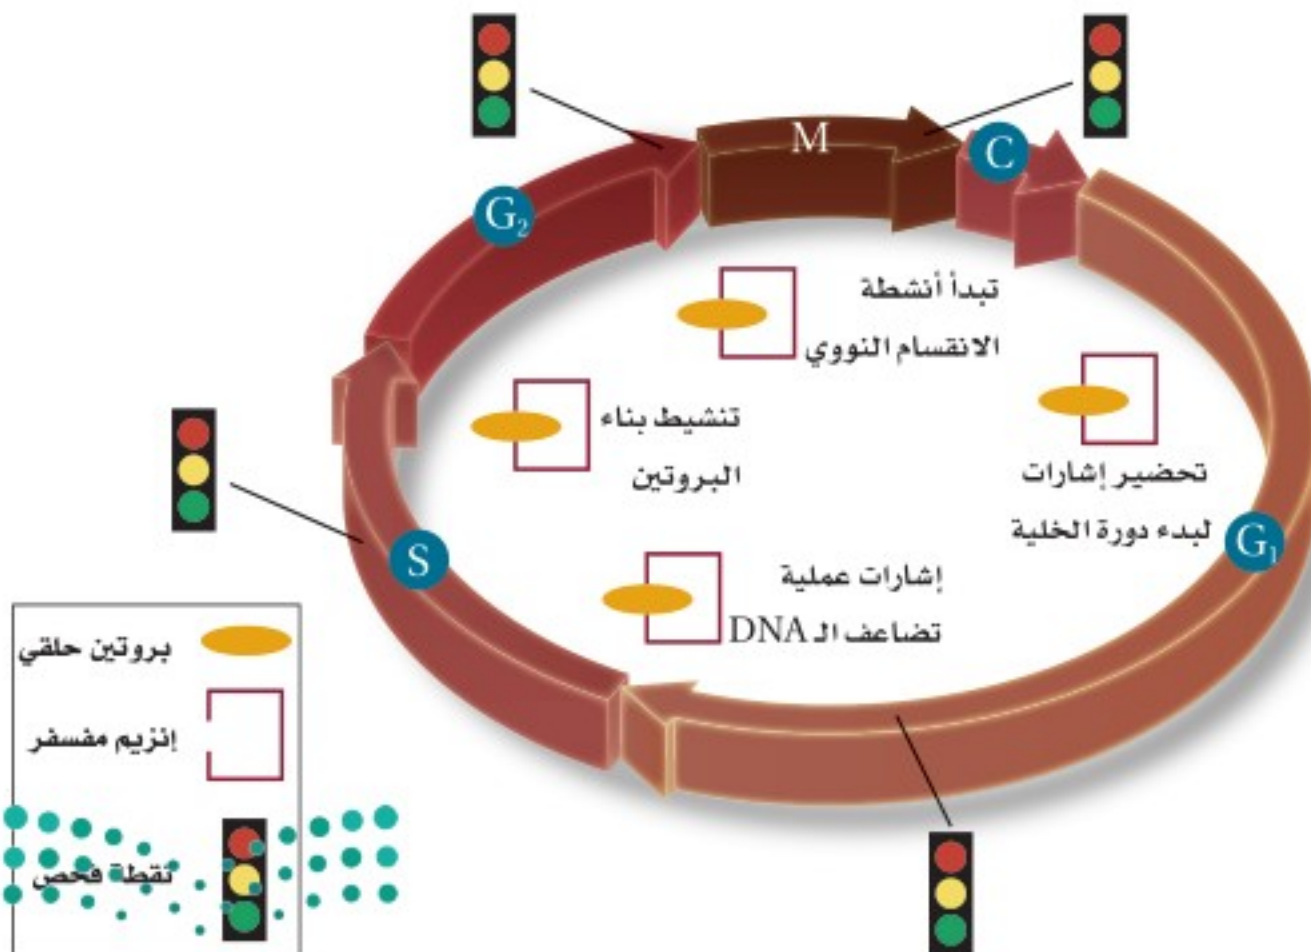 M
C
G₂
تبدأ أنشطة
الانقسام النووي
تنشيط بناء
البروتين
تحضير إشارات
لبدء دورة الخلية
G₁
S
إشارات عملية
تضاعف الـ DNA
بروتين حلقي
إنزيم مفسفر
نقطة فحص